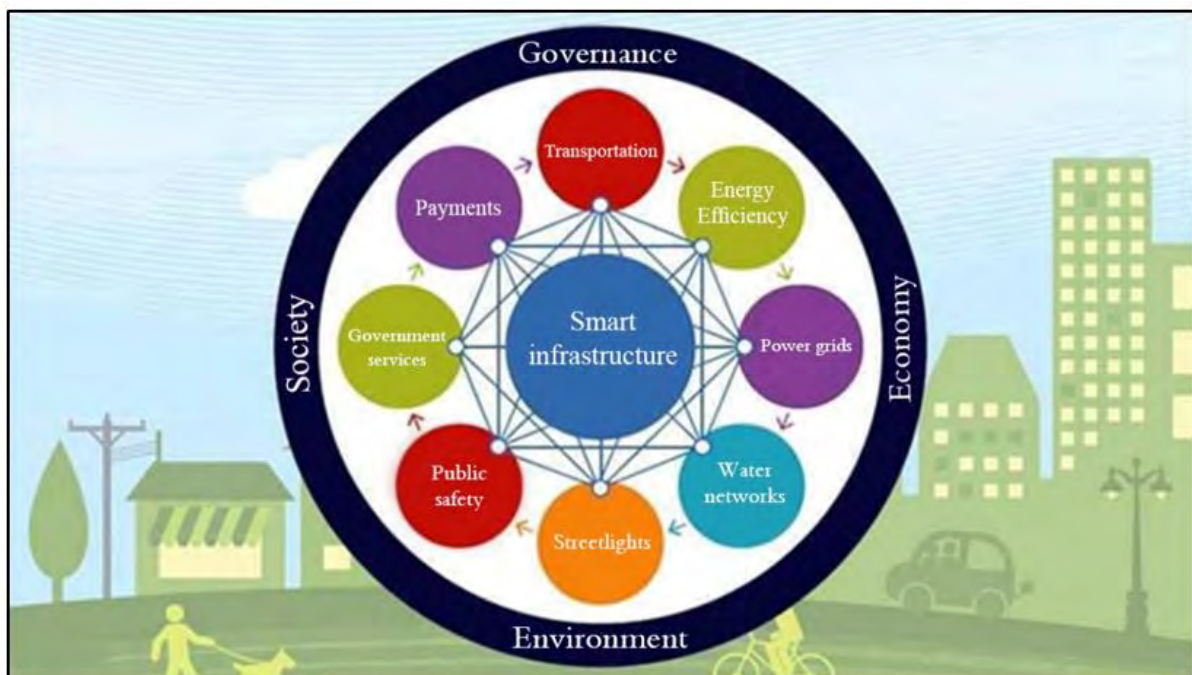 Governance
Transportation
Energy
Efficiency
Payments
Society
Government
services
Smart
infrastructure
Power grids
Economy
Public
safety
Water
networks
Streetlights
Environment